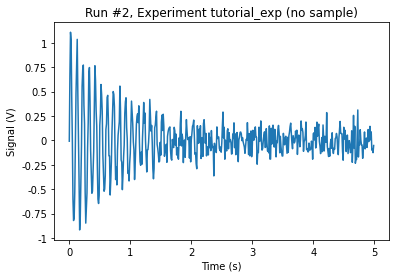 Run #2, Experiment tutorial_exp (no sample)
1
0.75
0.5
0.25
0
-0.25
-0.5
-0.75
-1
Signal (V)
0 1 2 3 4 5
Time (s)